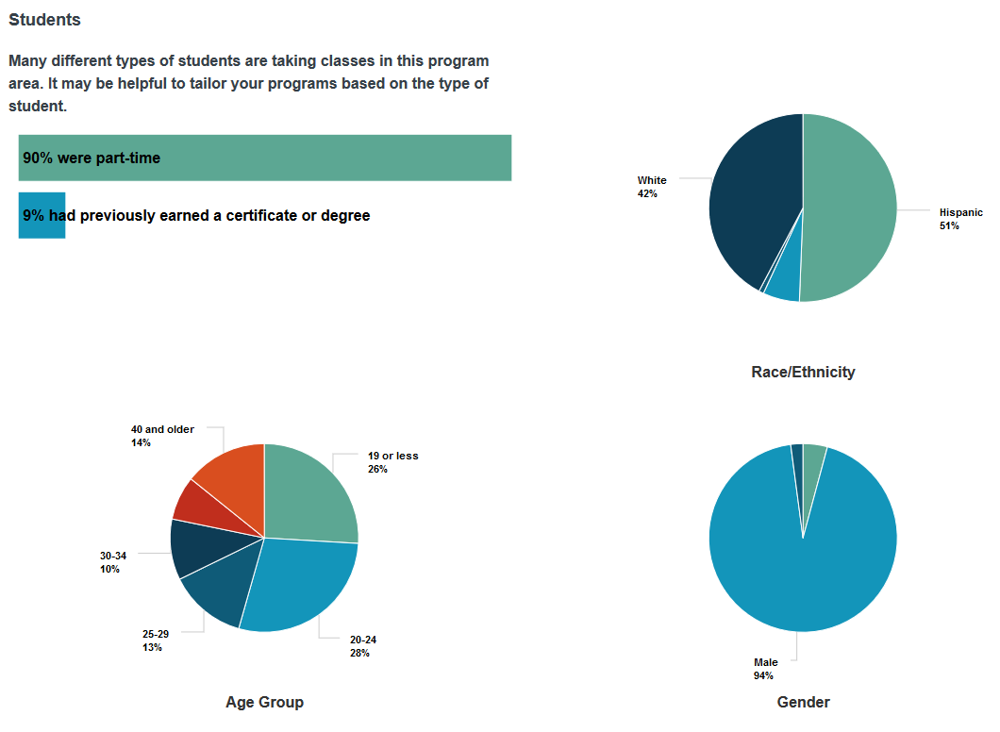 Students
Many different types of students are taking classes in this program
area. It may be helpful to tailor your programs based on the type of
student.
90% were part-time
9% had previously earned a certificate or degree
White
42%
Hispanic
51%
Race/Ethnicity
40 and older
14%
19 or less
26%
30-34
10%
25-29
13%
20-24
28%
Age Group
Male
94%
Gender